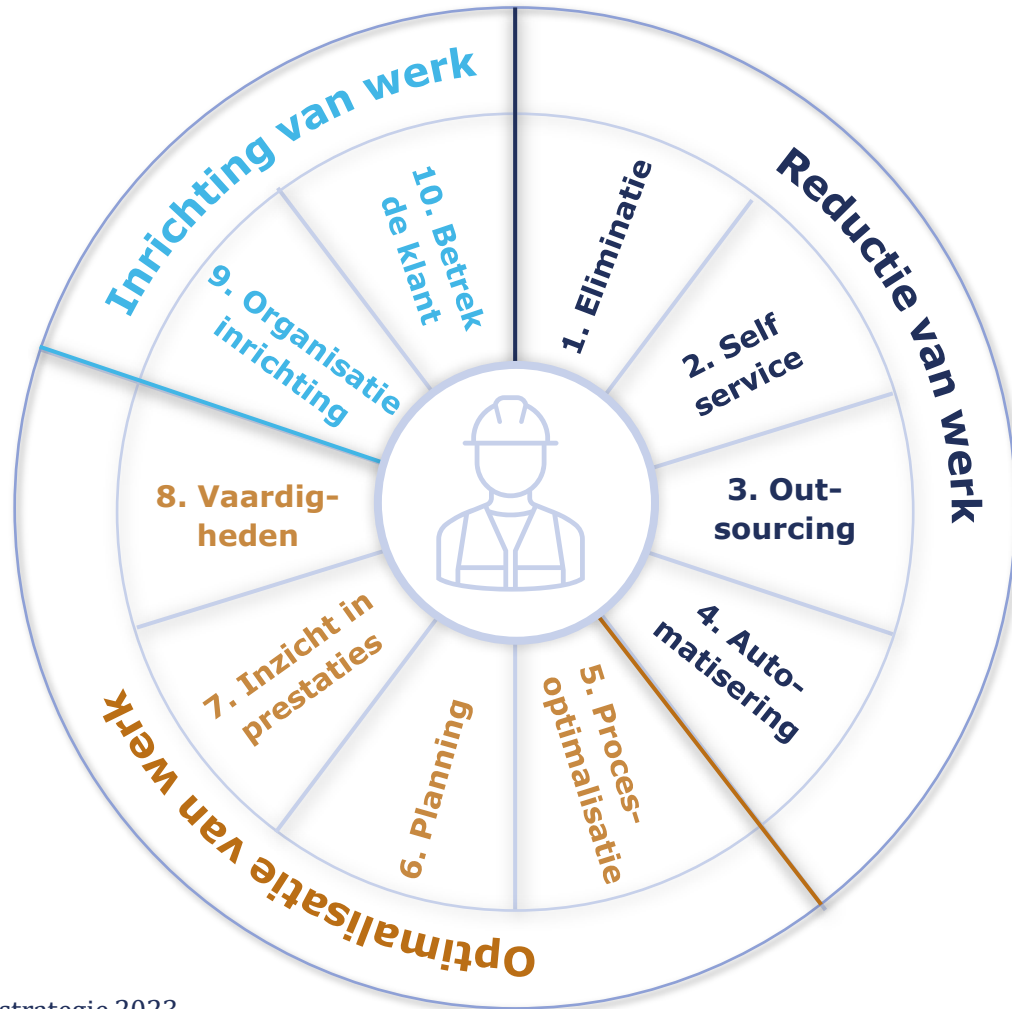 Inrichting van werk
Reductie van werk
Optimalisatie van werk
1. Eliminatie
2. Self
service
3. Out-
sourcing
4. Auto-
matisering
5. Proces-
optimalisatie
6. Planning
7. Inzicht in
prestaties
8. Vaardig-
heden
9. Organisatie
inrichting
10. Betrek
de klant
strategie 2023